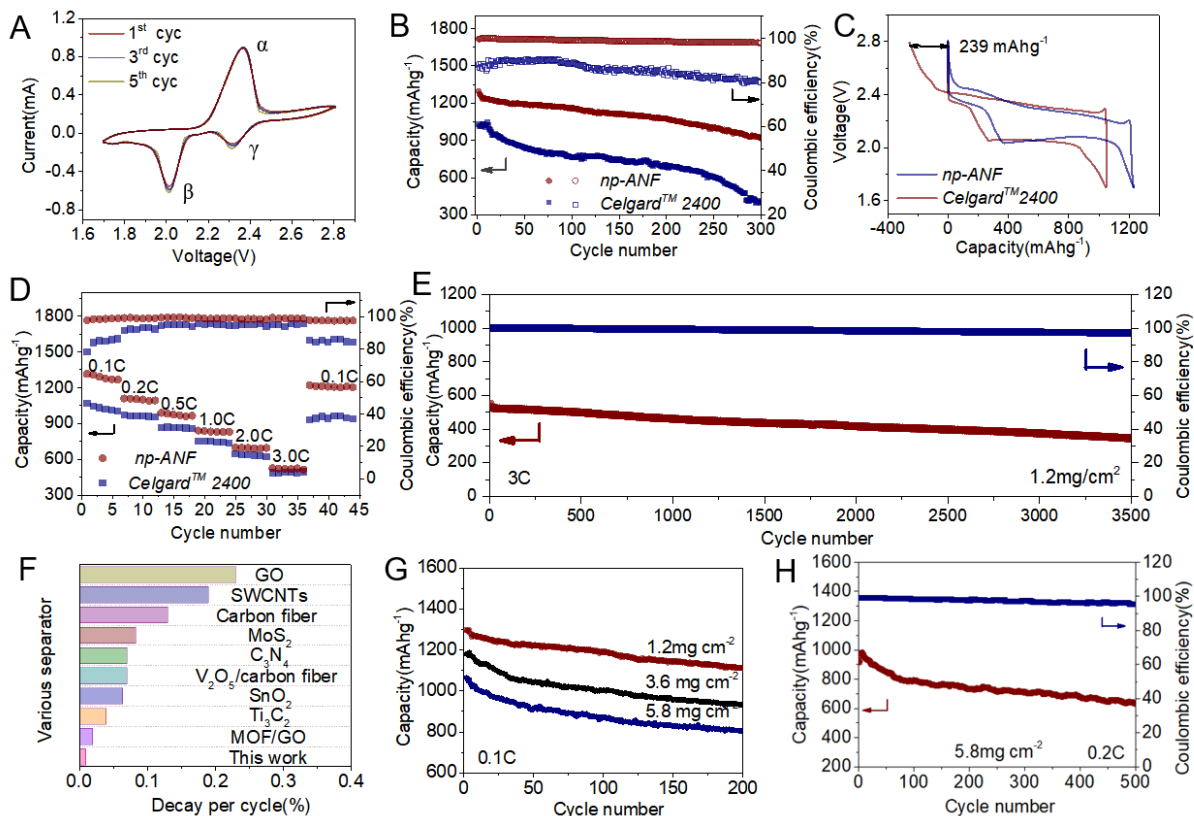 A
1st cyc
3rd cyc
5th cyc
α
β
γ
Current(mA)
0.8
0.4
0.0
-0.4
-0.8
1.6 1.8 2.0 2.2 2.4 2.6 2.8
Voltage(V)
B
Capacity(mAhg-1)
1800
1500
1200
900
600
300
100
80
60
40
20
Coulombic efficiency(%)
np-ANF
CelgardTM 2400
0 50 100 150 200 250 300
Cycle number
C
239 mAhg-1
Voltage(V)
2.8
2.4
2.0
1.6
np-ANF
CelgardTM 2400
-400 0 400 800 1200
Capacity(mAhg-1)
D
Capacity(mAhg-1)
1800
1500
1200
900
600
300
0.1C
0.2C
0.5C
1.0C
2.0C
3.0C
0.1C
100
80
60
40
20
0
Coulombic efficiency(%)
np-ANF
CelgardTM 2400
0 5 10 15 20 25 30 35 40 45
Cycle number
E
Capacity(mAhg-1)
1200
1000
800
600
400
200
0
120
100
80
60
40
20
0
Coulombic efficiency(%)
3C
1.2mg/cm2
0 500 1000 1500 2000 2500 3000 3500
Cycle number
F
Various separator
GO
SWCNTs
Carbon fiber
MoS2
C3N4
V2O5/carbon fiber
SnO2
Ti3C2
MOF/GO
This work
0.0 0.1 0.2 0.3 0.4
Decay per cycle(%)
G
Capacity(mAhg-1)
1600
1400
1200
1000
800
600
1.2mg cm-2
3.6 mg cm-2
5.8 mg cm-2
0.1C
0 50 100 150 200
Cycle number
H
Capacity(mAhg-1)
1600
1400
1200
1000
800
600
400
200
120
100
80
60
40
20
0
Coulombic efficiency(%)
5.8mg cm-2
0.2C
0 100 200 300 400 500
Cycle number